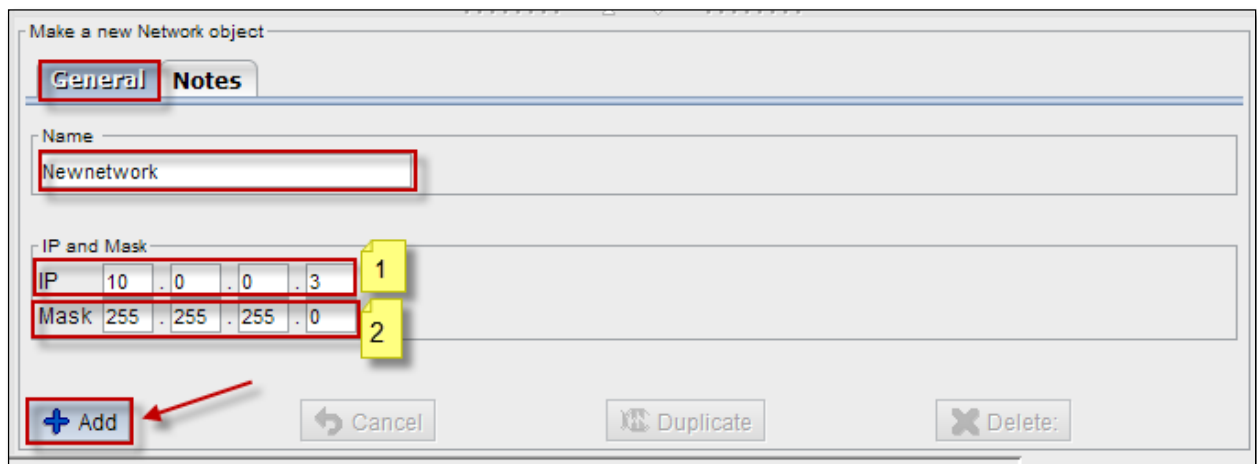 Make a new Network object
General Notes
Name
Newnetwork
IP and Mask
IP 10 . 0 . 0 . 3
1
Mask 255 . 255 . 255 . 0
2
Add Cancel Duplicate Delete: